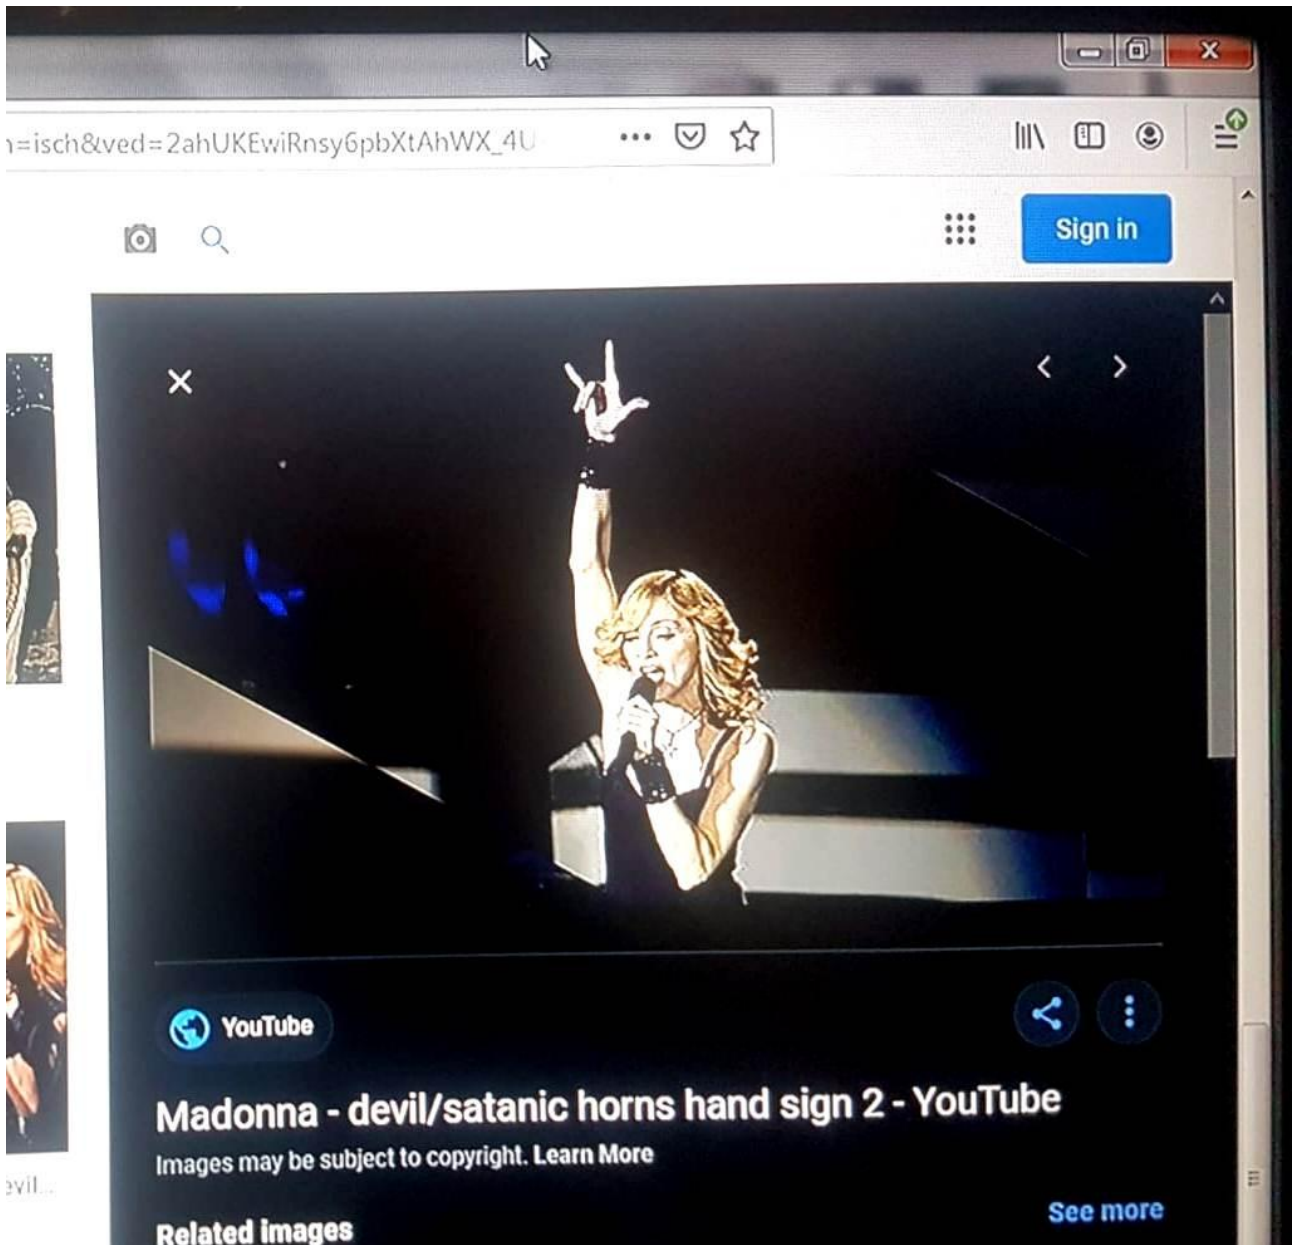 n=isch&ved=2ahUKEwiRnsy6pbXtAhWX_4U
Sign in
YouTube
Madonna - devil/satanic horns hand sign 2 - YouTube
Images may be subject to copyright. Learn More
evil...
See more
Related images